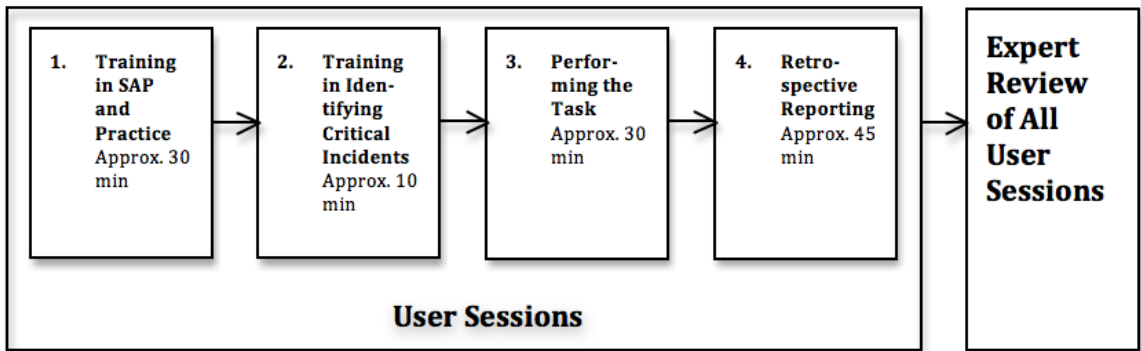 1. Training
in SAP
and
Practice
Approx. 30
min
2. Training
in Iden-
tifying
Critical
Incidents
Approx. 10
min
3. Perfor-
ming the
Task
Approx. 30
min
4. Retro-
spective
Reporting
Approx. 45
min
User Sessions
Expert
Review
of All
User
Sessions